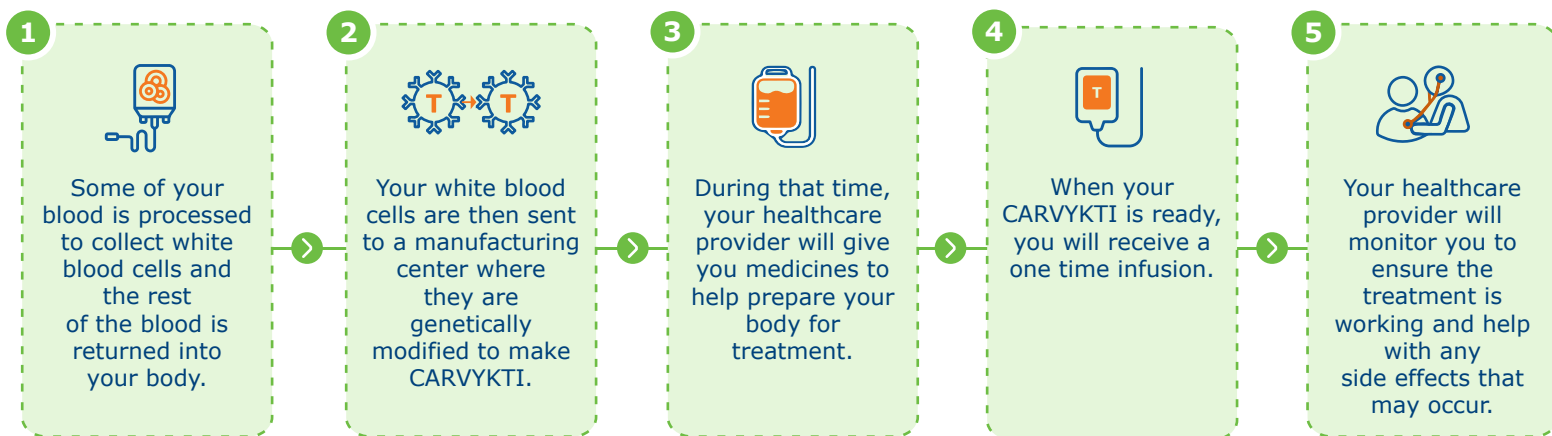 1
Some of your
blood is processed
to collect white
blood cells and
the rest
of the blood is
returned into
your body.
2
T
T
Your white blood
cells are then sent
to a manufacturing
center where
they are
genetically
modified to make
CARVYKTI.
3
During that time,
your healthcare
provider will give
you medicines to
help prepare your
body for
treatment.
4
T
When your
CARVYKTI is ready,
you will receive a
one time infusion.
5
Your healthcare
provider will
monitor you to
ensure the
treatment is
working and help
with any
side effects that
may occur.